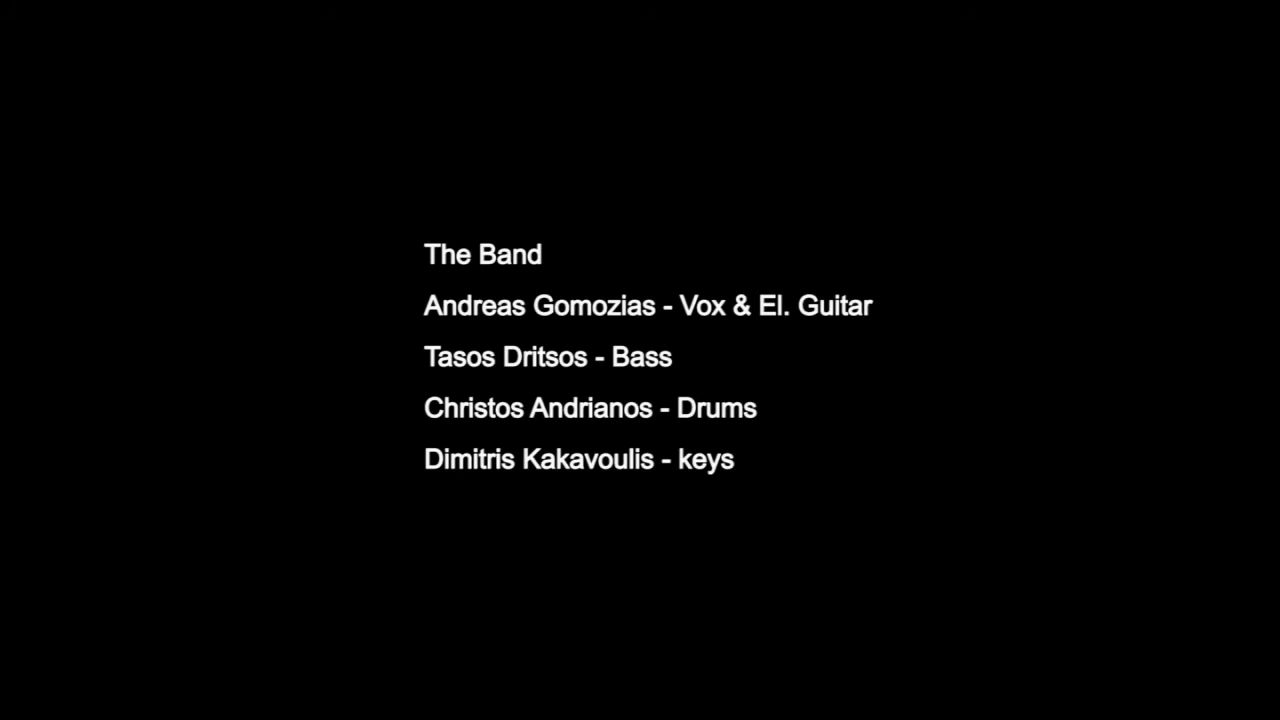 The Band
Andreas Gomozias - Vox & El. Guitar
Tasos Dritsos - Bass
Christos Andrianos - Drums
Dimitris Kakavoulis - keys